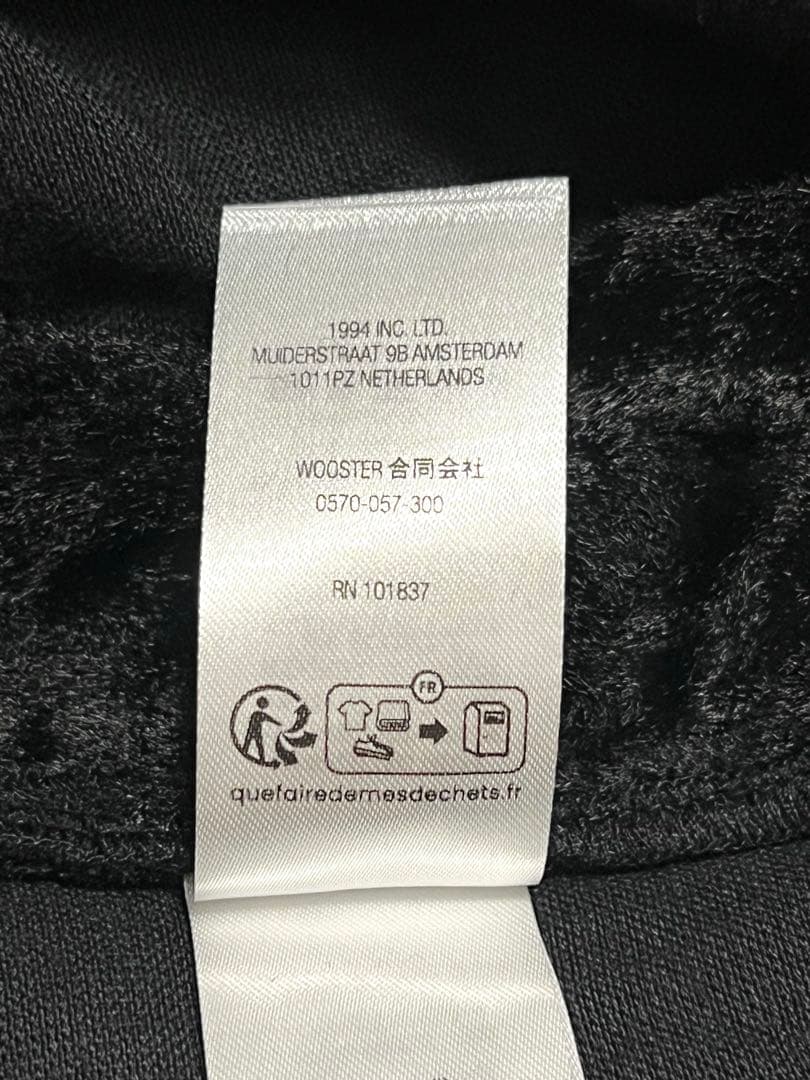 1994 INC. LTD.
MUIDERSTRAAT 9B AMSTERDAM
1011PZ NETHERLANDS
WOOSTER 合同会社
0570-057-300
RN 101837
FR
quefairedemesdechets.fr